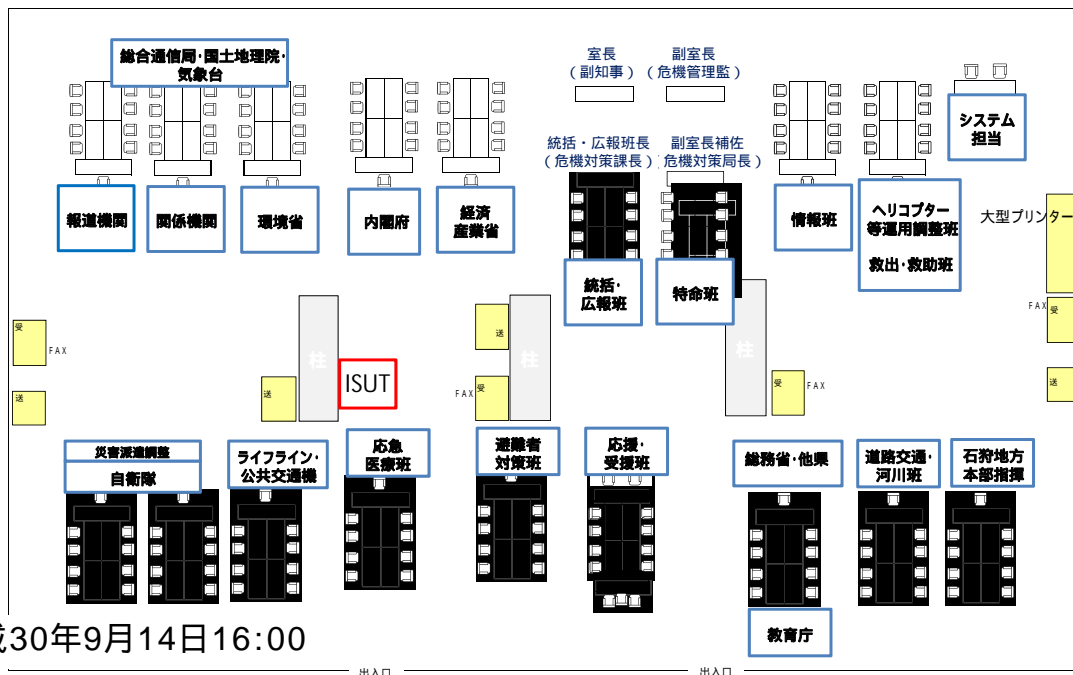 総合通信局・国土地理院・
気象台
室長
（副知事）
副室長
（危機管理監）
統括・広報班長
（危機対策課長）
副室長補佐
危機対策局長）
システム
担当
報道機関
関係機関
環境省
内閣府
経済
産業省
統括・
広報班
特命班
情報班
ヘリコプター
等運用調整班
救出・救助班
大型プリンター
受
FAX
送
送
柱
ISUT
送
FAX
受
柱
柱
送
FAX
FAX
受
送
災害派遣調整
自衛隊
ライフライン・
公共交通機
応急
医療班
避難者
対策班
応援・
受援班
総務省・他県
道路交通・
河川班
石狩地方
本部指揮
教育庁
30年9月14日16:00
出入口
出入口